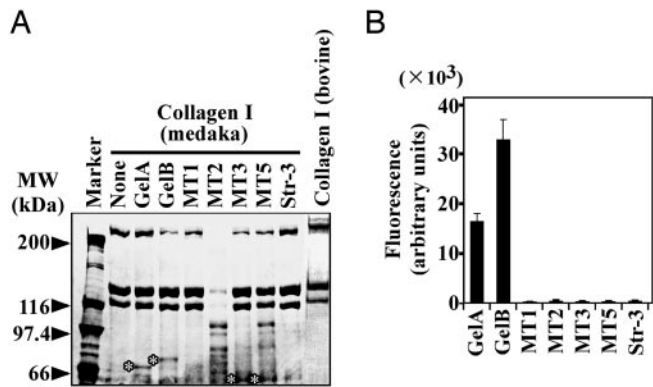 A
Collagen I
(medaka)
Collagen I (bovine)
MW
(kDa)
Marker
None
GelA
GelB
MT1
MT2
MT3
MT5
Str-3
200
116
97.4
66
* * * *
B
(×10³)
Fluorescence
(arbitrary units)
40
30
20
10
0
GelA
GelB
MT1
MT2
MT3
MT5
Str-3